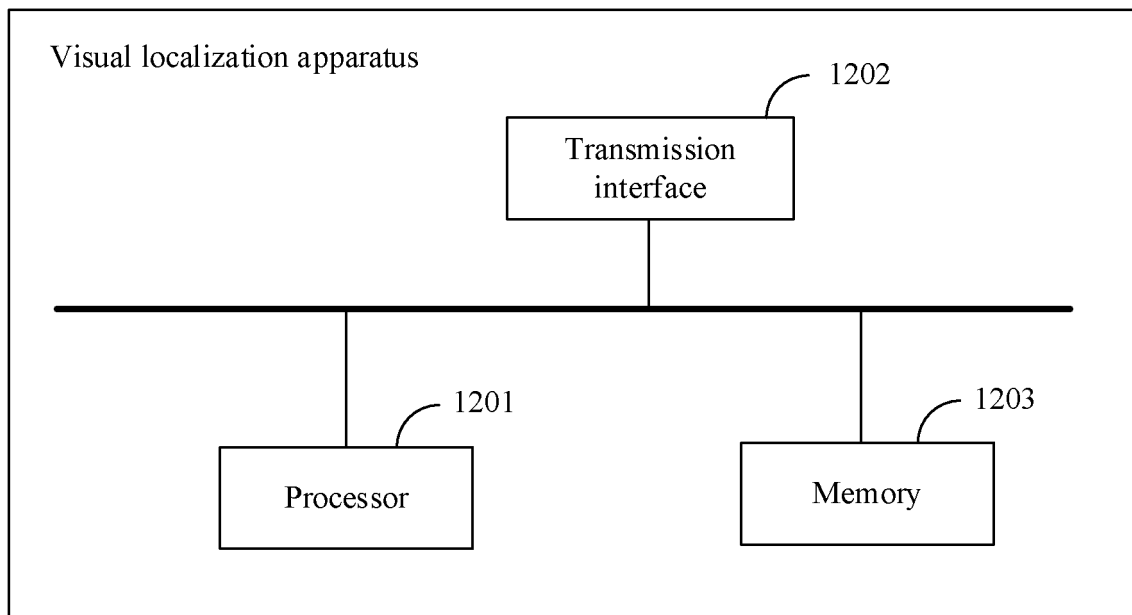 Visual localization apparatus
1202
Transmission
interface
1201
Processor
1203
Memory